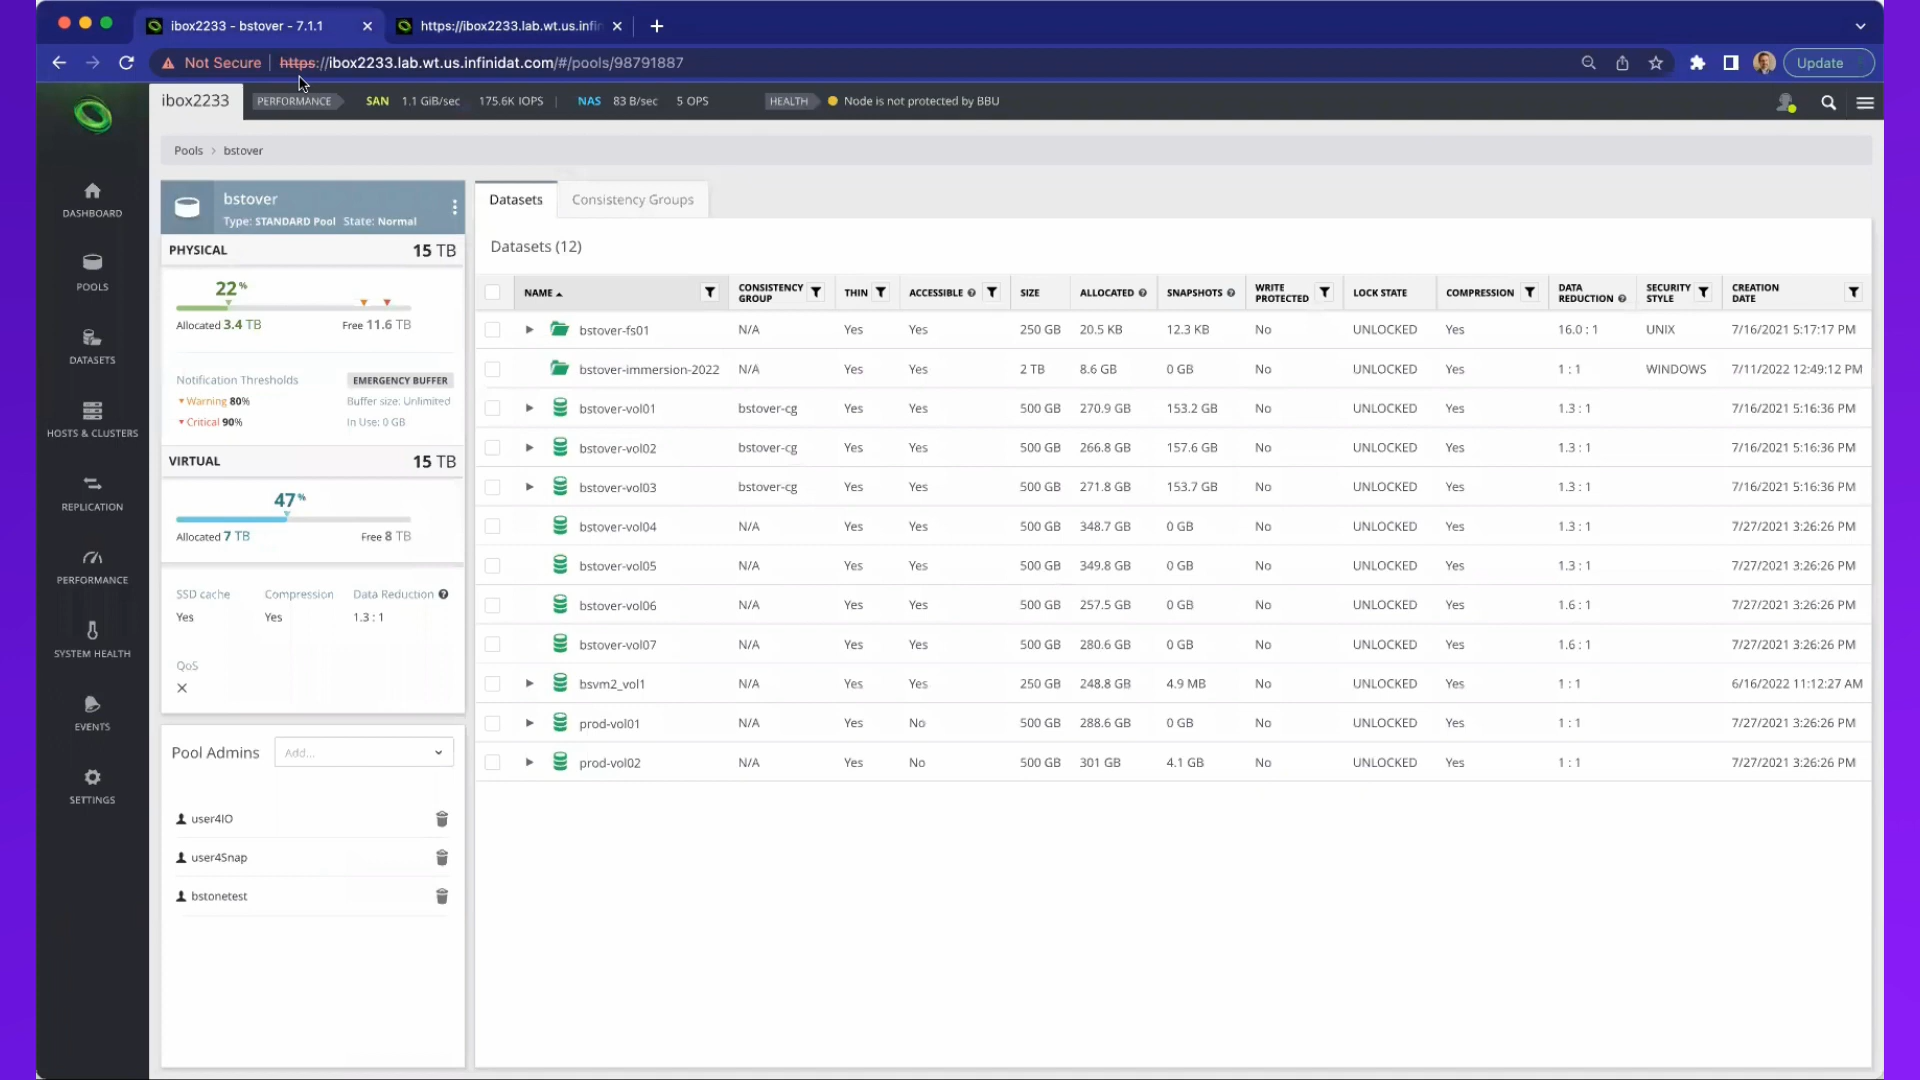 ibox2233 - bstover - 7.1.1
https://ibox2233.lab.wt.us.infin
Not Secure
https://ibox2233.lab.wt.us.infinidat.com/#/pools/98791887
Update
ibox2233
PERFORMANCE
SAN 1.1 GiB/sec 175.6K IOPS
NAS 83 B/sec 5 OPS
HEALTH
Node is not protected by BBU
DASHBOARD
POOLS
DATASETS
HOSTS & CLUSTERS
REPLICATION
PERFORMANCE
SYSTEM HEALTH
EVENTS
SETTINGS
Pools > bstover
bstover
Type: STANDARD Pool State: Normal
PHYSICAL 15 TB
22%
Allocated 3.4 TB Free 11.6 TB
Notification Thresholds EMERGENCY BUFFER
Warning 80% Buffer size: Unlimited
Critical 90% In Use: 0 GB
VIRTUAL 15 TB
47%
Allocated 7 TB Free 8 TB
SSD cache Compression Data Reduction
Yes Yes 1.3 : 1
QoS
Pool Admins Add...
user4IO
user4Snap
bstonetest
Datasets Consistency Groups
Datasets (12)
NAME CONSISTENCY GROUP THIN ACCESSIBLE SIZE ALLOCATED SNAPSHOTS WRITE PROTECTED LOCK STATE COMPRESSION DATA REDUCTION SECURITY STYLE CREATION DATE
bstover-fs01 N/A Yes Yes 250 GB 20.5 KB 12.3 KB No UNLOCKED Yes 16.0 : 1 UNIX 7/16/2021 5:17:17 PM
bstover-immersion-2022 N/A Yes Yes 2 TB 8.6 GB 0 GB No UNLOCKED Yes 1 : 1 WINDOWS 7/11/2022 12:49:12 PM
bstover-vol01 bstover-cg Yes Yes 500 GB 270.9 GB 153.2 GB No UNLOCKED Yes 1.3 : 1 7/16/2021 5:16:36 PM
bstover-vol02 bstover-cg Yes Yes 500 GB 266.8 GB 157.6 GB No UNLOCKED Yes 1.3 : 1 7/16/2021 5:16:36 PM
bstover-vol03 bstover-cg Yes Yes 500 GB 271.8 GB 153.7 GB No UNLOCKED Yes 1.3 : 1 7/16/2021 5:16:36 PM
bstover-vol04 N/A Yes Yes 500 GB 348.7 GB 0 GB No UNLOCKED Yes 1.3 : 1 7/27/2021 3:26:26 PM
bstover-vol05 N/A Yes Yes 500 GB 349.8 GB 0 GB No UNLOCKED Yes 1.3 : 1 7/27/2021 3:26:26 PM
bstover-vol06 N/A Yes Yes 500 GB 257.5 GB 0 GB No UNLOCKED Yes 1.6 : 1 7/27/2021 3:26:26 PM
bstover-vol07 N/A Yes Yes 500 GB 280.6 GB 0 GB No UNLOCKED Yes 1.6 : 1 7/27/2021 3:26:26 PM
bsvm2_vol1 N/A Yes Yes 250 GB 248.8 GB 4.9 MB No UNLOCKED Yes 1 : 1 6/16/2022 11:12:27 AM
prod-vol01 N/A Yes No 500 GB 288.6 GB 0 GB No UNLOCKED Yes 1 : 1 7/27/2021 3:26:26 PM
prod-vol02 N/A Yes No 500 GB 301 GB 4.1 GB No UNLOCKED Yes 1 : 1 7/27/2021 3:26:26 PM